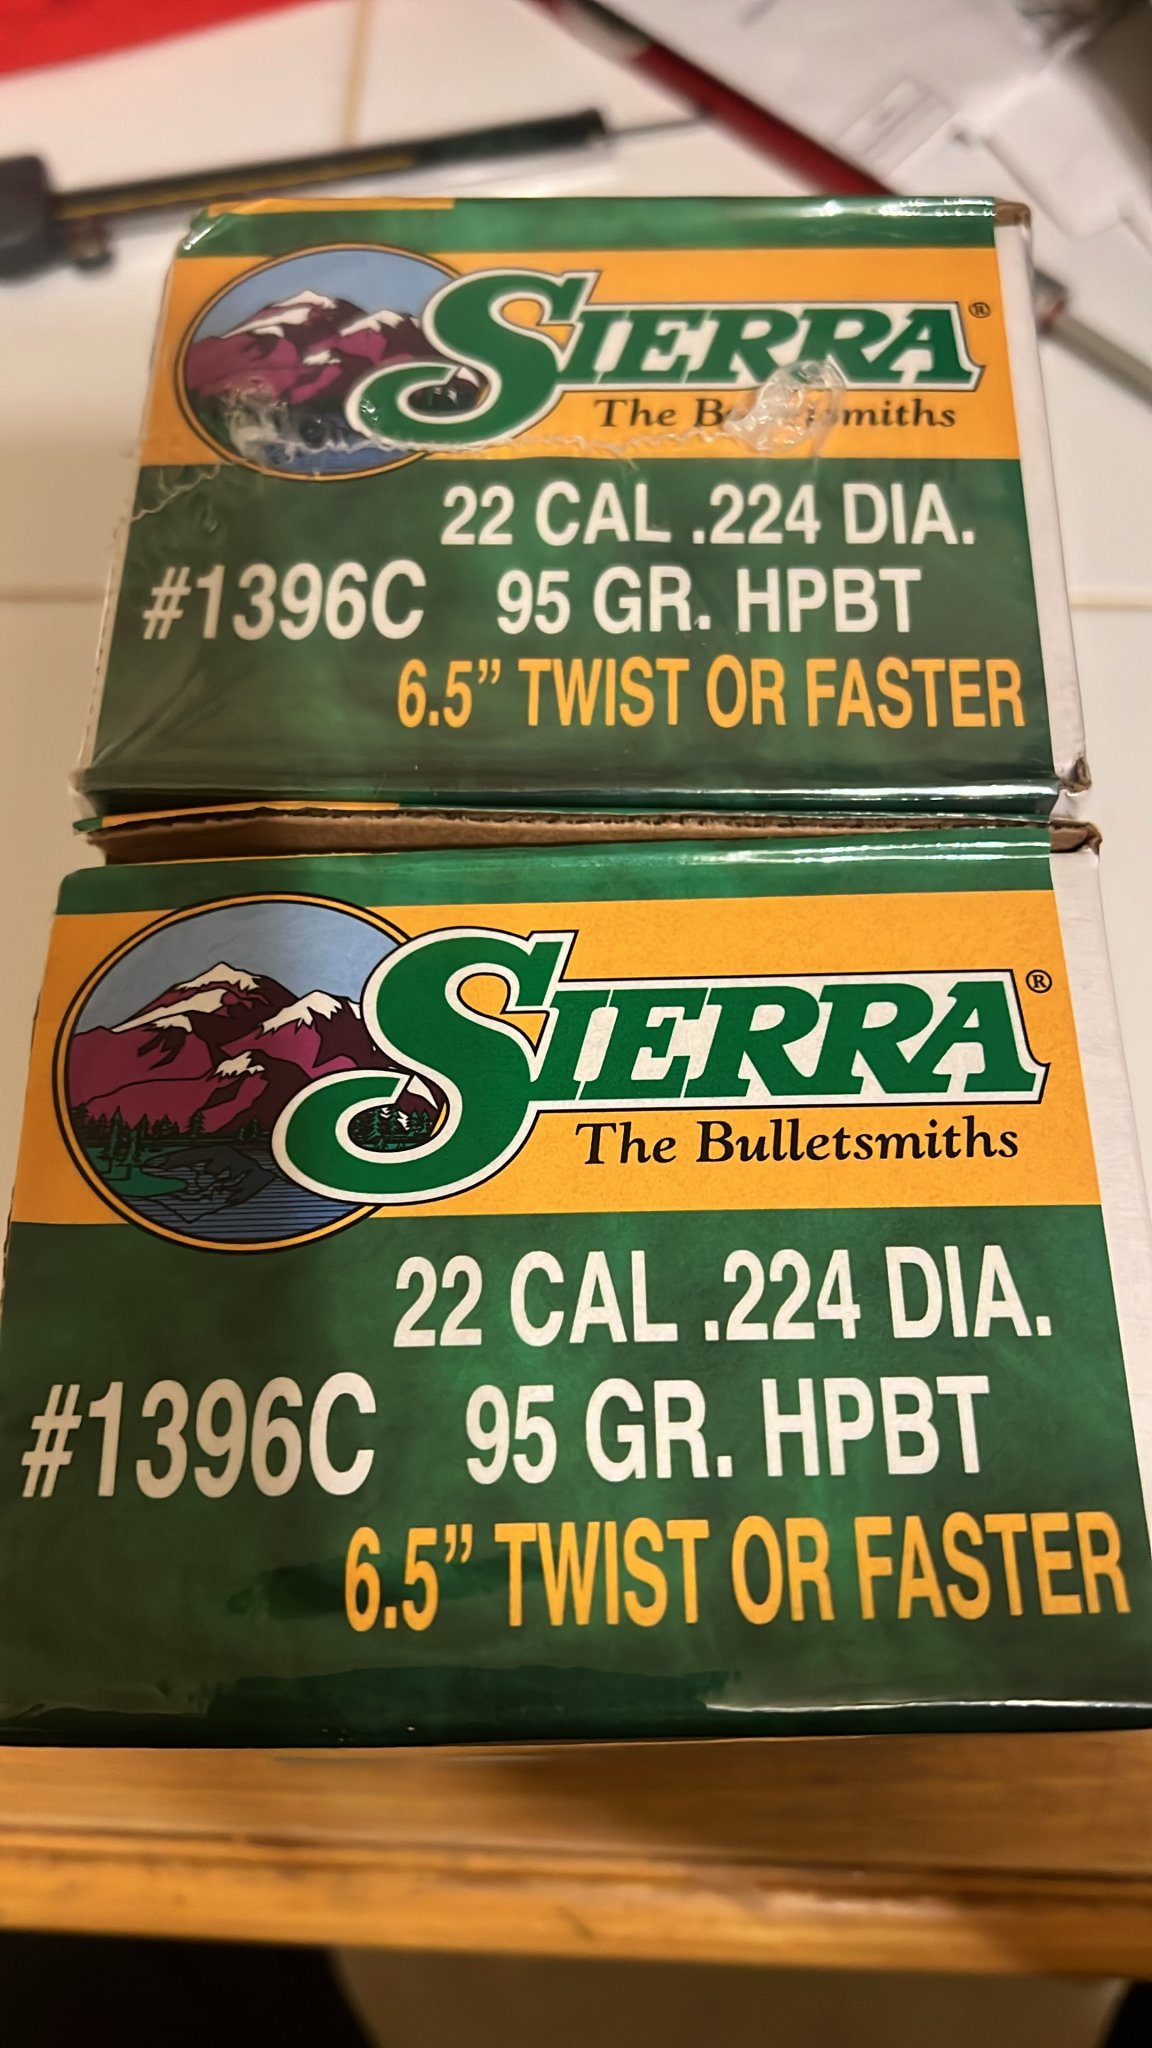 SIERRA®
The Bulletsmiths
22 CAL .224 DIA.
#1396C 95 GR. HPBT
6.5” TWIST OR FASTER
SIERRA®
The Bulletsmiths
22 CAL .224 DIA.
#1396C 95 GR. HPBT
6.5” TWIST OR FASTER